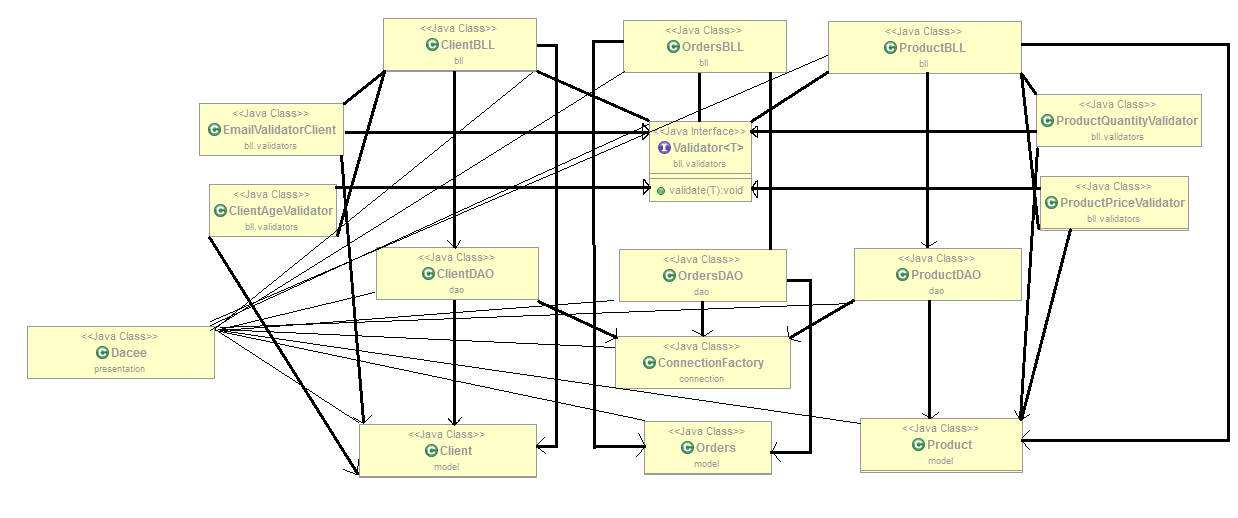 <<Java Class>>
ClientBLL
bll
<<Java Class>>
OrdersBLL
bll
<<Java Class>>
ProductBLL
bll
<<Java Class>>
EmailValidatorClient
bll.validators
<<Java Interface>>
Validator<T>
bll.validators
validate(T):void
<<Java Class>>
ProductQuantityValidator
bll.validators
<<Java Class>>
ClientAgeValidator
bll.validators
<<Java Class>>
ProductPriceValidator
bll.validators
<<Java Class>>
ClientDAO
dao
<<Java Class>>
OrdersDAO
dao
<<Java Class>>
ProductDAO
dao
<<Java Class>>
Dacee
presentation
<<Java Class>>
ConnectionFactory
connection
<<Java Class>>
Client
model
<<Java Class>>
Orders
model
<<Java Class>>
Product
model